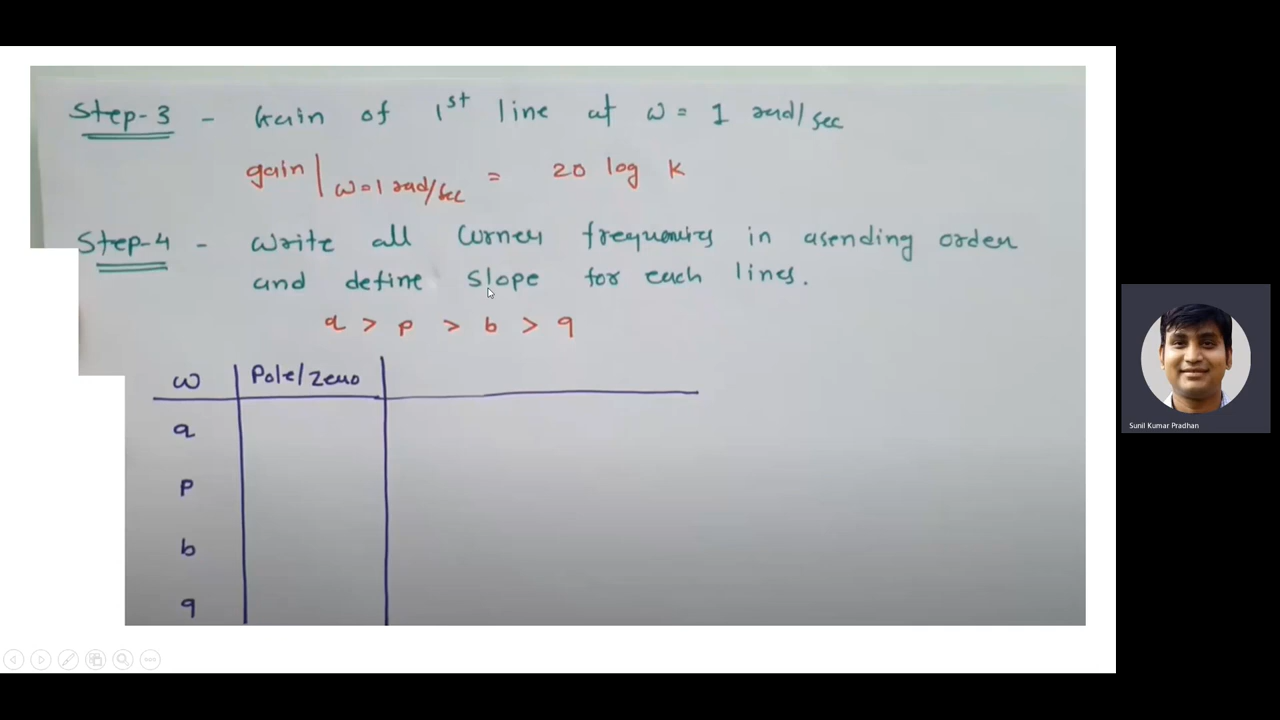 Step-3 - Gain of 1st line at ω = 1 rad/sec
gain|ω=1 rad/sec = 20 log K
Step-4 - Write all corner frequencies in asending order
and define slope for each lines.
a > p > b > q
ω | Pole/Zero
a
p
b
q
Sunil Kumar Pradhan